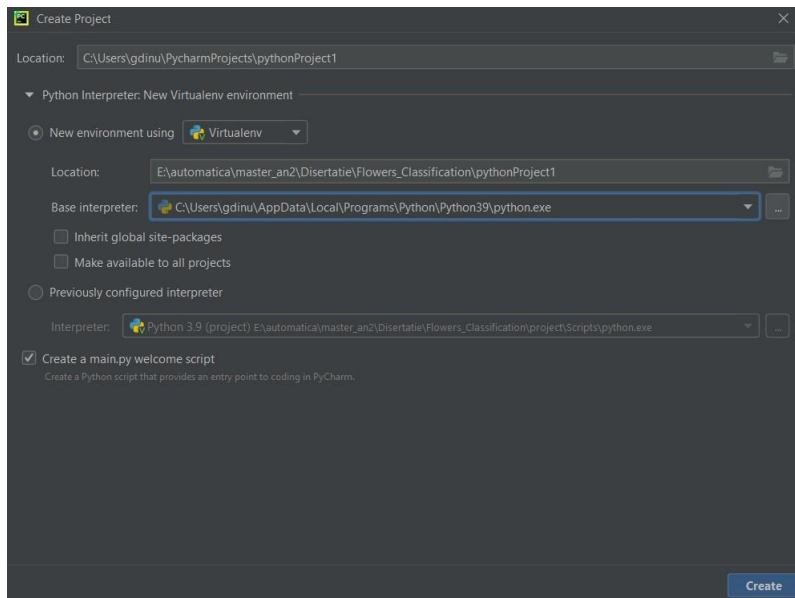 PC Create Project
Location: C:\Users\gdinu\PycharmProjects\pythonProject1
Python Interpreter: New Virtualenv environment
New environment using Virtualenv
Location: E:\automatica\master_an2\Disertatie\Flowers_Classification\pythonProject1
Base interpreter: C:\Users\gdinu\AppData\Local\Programs\Python\Python39\python.exe ...
Inherit global site-packages
Make available to all projects
Previously configured interpreter
Interpreter: Python 3.9 (project) E:\automatica\master_an2\Disertatie\Flowers_Classification\project\Scripts\python.exe ...
Create a main.py welcome script
Create a Python script that provides an entry point to coding in PyCharm.
Create